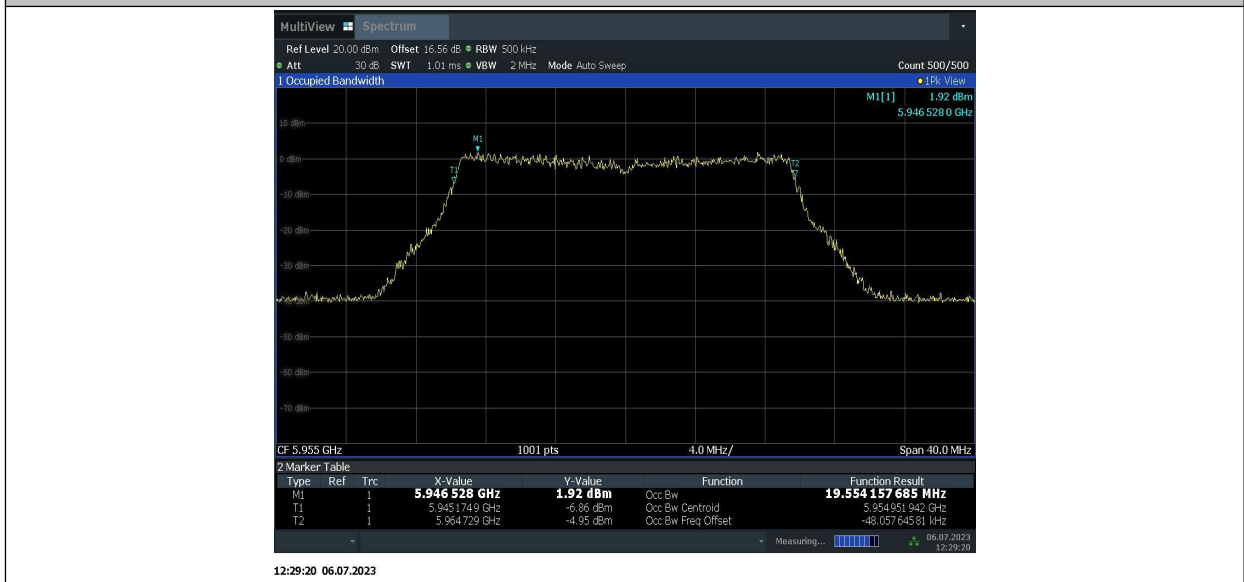 MultiView Spectrum
Ref Level 20.00 dBm Offset 16.56 dB RBW 500 kHz
Att 30 dB SWT 1.01 ms VBW 2 MHz Mode Auto Sweep Count 500/500
1 Occupied Bandwidth 1Pk View
M1[1] 1.92 dBm
5.946 528 0 GHz
10 dBm
M1
0 dBm
T1 T2
-10 dBm
-20 dBm
-30 dBm
-40 dBm
-50 dBm
-60 dBm
-70 dBm
CF 5.955 GHz 1001 pts 4.0 MHz/ Span 40.0 MHz
2 Marker Table
Type Ref Trc X-Value Y-Value Function Function Result
M1 1 5.946 528 GHz 1.92 dBm Occ Bw 19.554 157 685 MHz
T1 1 5.945 174 9 GHz -6.86 dBm Occ Bw Centroid 5.954 951 942 GHz
T2 1 5.964 729 GHz -4.95 dBm Occ Bw Freq Offset -48.057 645 81 kHz
Measuring... 06.07.2023
12:29:20
12:29:20 06.07.2023